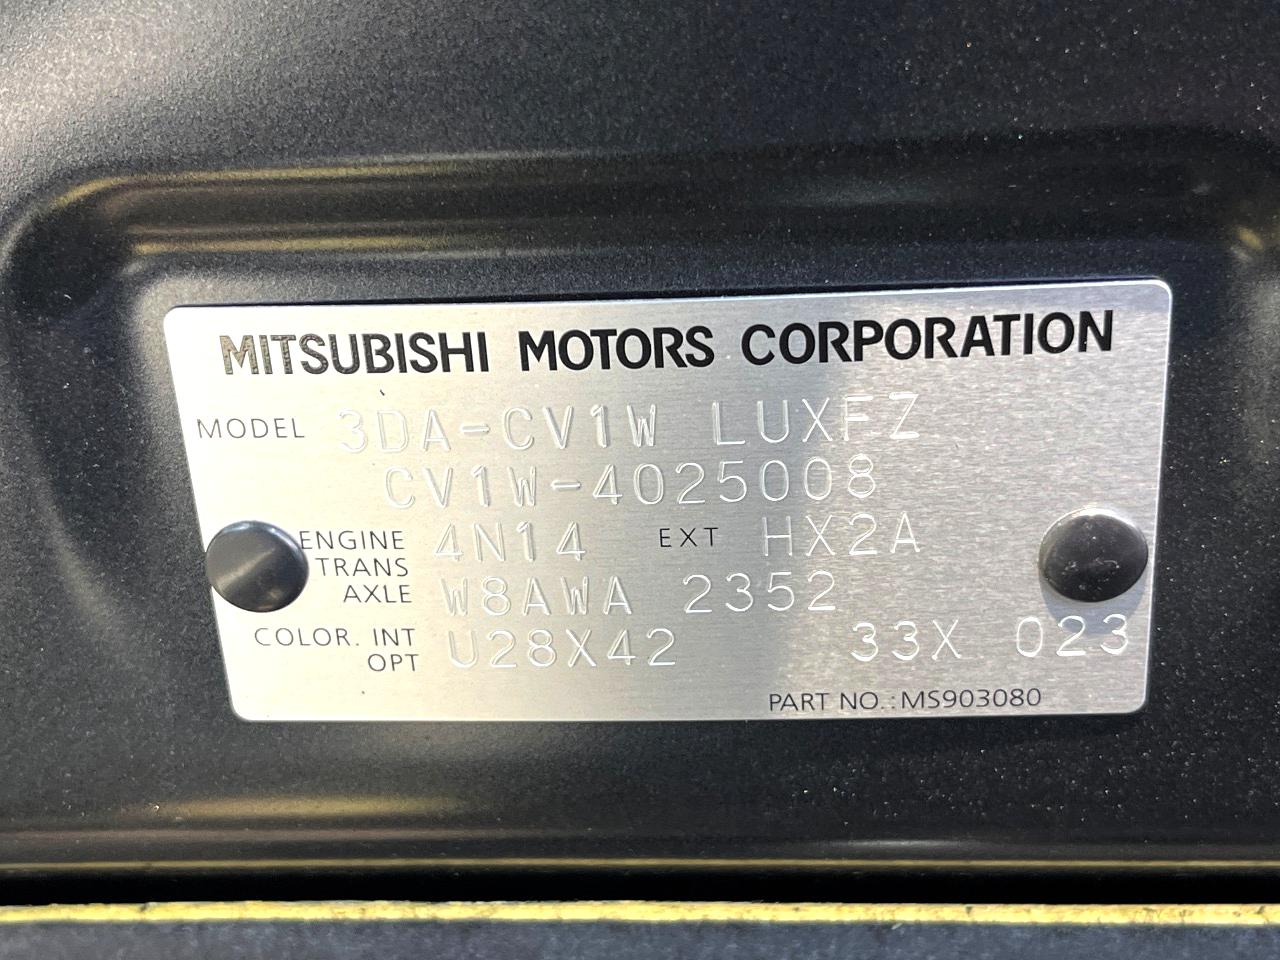 MITSUBISHI MOTORS CORPORATION
MODEL 3DA-CV1W LUXFZ
CV1W-4025008
ENGINE 4N14 EXT HX2A
TRANS
AXLE W8AWA 2352
COLOR. INT
OPT U28X42 33X 023
PART NO.:MS903080